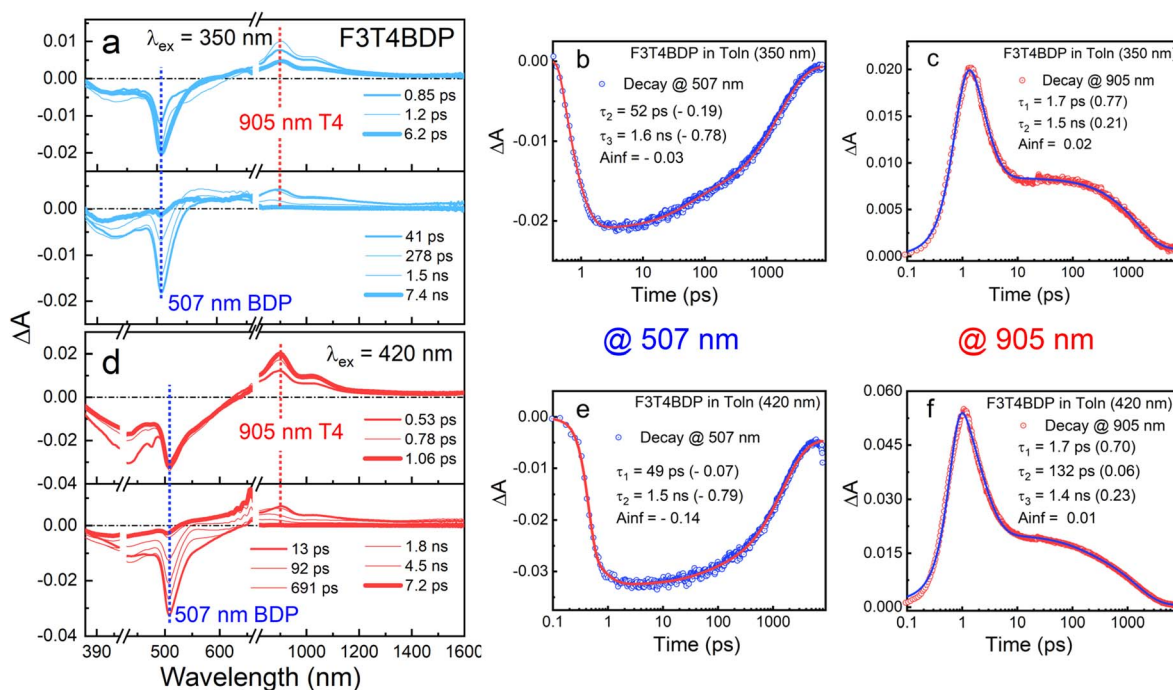 a
λex = 350 nm
F3T4BDP
0.01
0.00
-0.01
-0.02
0.85 ps
1.2 ps
6.2 ps
905 nm T4
0.00
-0.01
-0.02
41 ps
278 ps
1.5 ns
7.4 ns
507 nm BDP
ΔA
d
λex = 420 nm
0.02
0.00
-0.02
0.53 ps
0.78 ps
1.06 ps
905 nm T4
0.00
-0.02
-0.04
13 ps
92 ps
691 ps
1.8 ns
4.5 ns
7.2 ps
507 nm BDP
390 500 600 1000 1200 1400 1600
Wavelength (nm)
b
F3T4BDP in Toln (350 nm)
Decay @ 507 nm
τ2 = 52 ps (- 0.19)
τ3 = 1.6 ns (- 0.78)
Ainf = - 0.03
ΔA
0.00
-0.01
-0.02
1 10 100 1000
Time (ps)
c
F3T4BDP in Toln (350 nm)
Decay @ 905 nm
τ1 = 1.7 ps (0.77)
τ2 = 1.5 ns (0.21)
Ainf = 0.02
ΔA
0.020
0.015
0.010
0.005
0.000
0.1 1 10 100 1000
Time (ps)
@ 507 nm
@ 905 nm
e
F3T4BDP in Toln (420 nm)
Decay @ 507 nm
τ1 = 49 ps (- 0.07)
τ2 = 1.5 ns (- 0.79)
Ainf = - 0.14
ΔA
0.00
-0.01
-0.02
-0.03
0.1 1 10 100 1000
Time (ps)
f
F3T4BDP in Toln (420 nm)
Decay @ 905 nm
τ1 = 1.7 ps (0.70)
τ2 = 132 ps (0.06)
τ3 = 1.4 ns (0.23)
Ainf = 0.01
ΔA
0.060
0.045
0.030
0.015
0.000
0.1 1 10 100 1000
Time (ps)